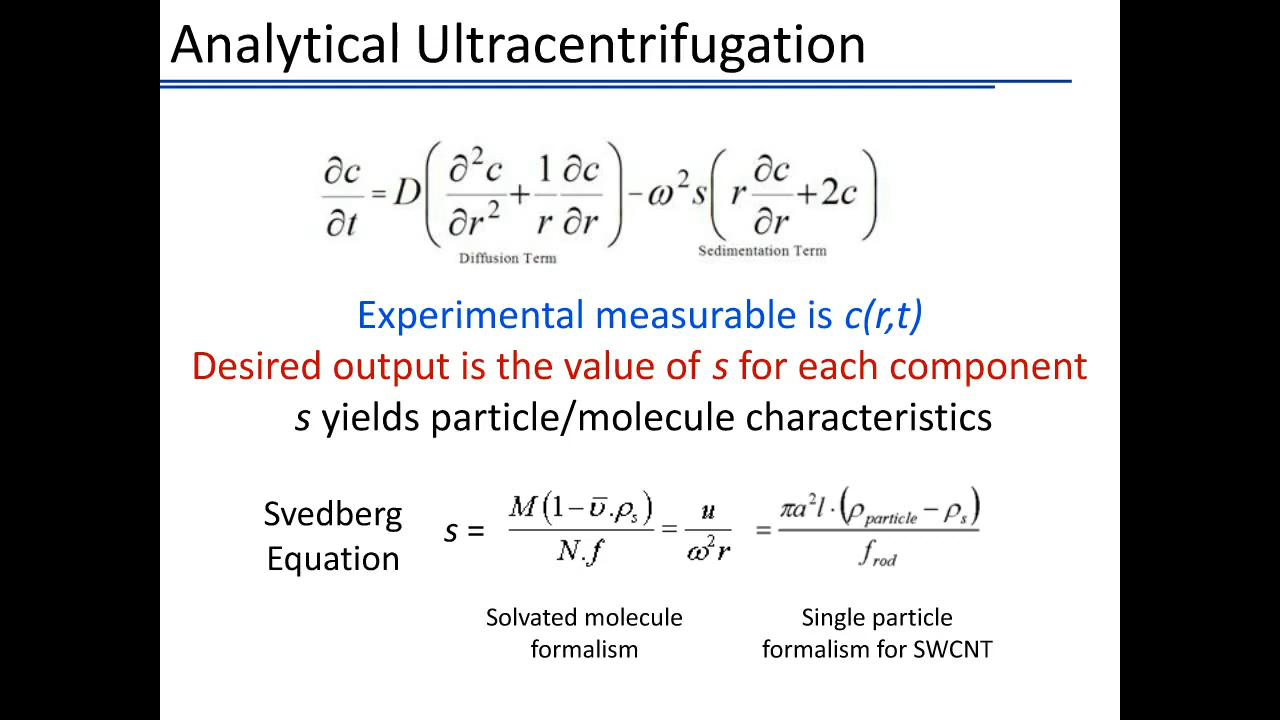 Analytical Ultracentrifugation
∂c/∂t = D(∂²c/∂r² + 1/r ∂c/∂r) − ω²s(r ∂c/∂r + 2c)
Diffusion Term
Sedimentation Term
Experimental measurable is c(r,t)
Desired output is the value of s for each component
s yields particle/molecule characteristics
Svedberg
Equation
s = M(1 − ῡ.ρₛ)/N.f = u/ω²r = πa²l·(ρ_particle − ρₛ)/f_rod
Solvated molecule
formalism
Single particle
formalism for SWCNT